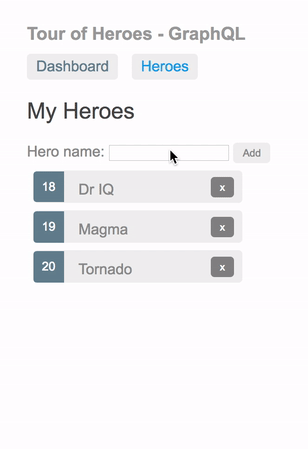 Tour of Heroes - GraphQL
Dashboard Heroes
My Heroes
Hero name: Add
18 Dr IQ x
19 Magma x
20 Tornado x